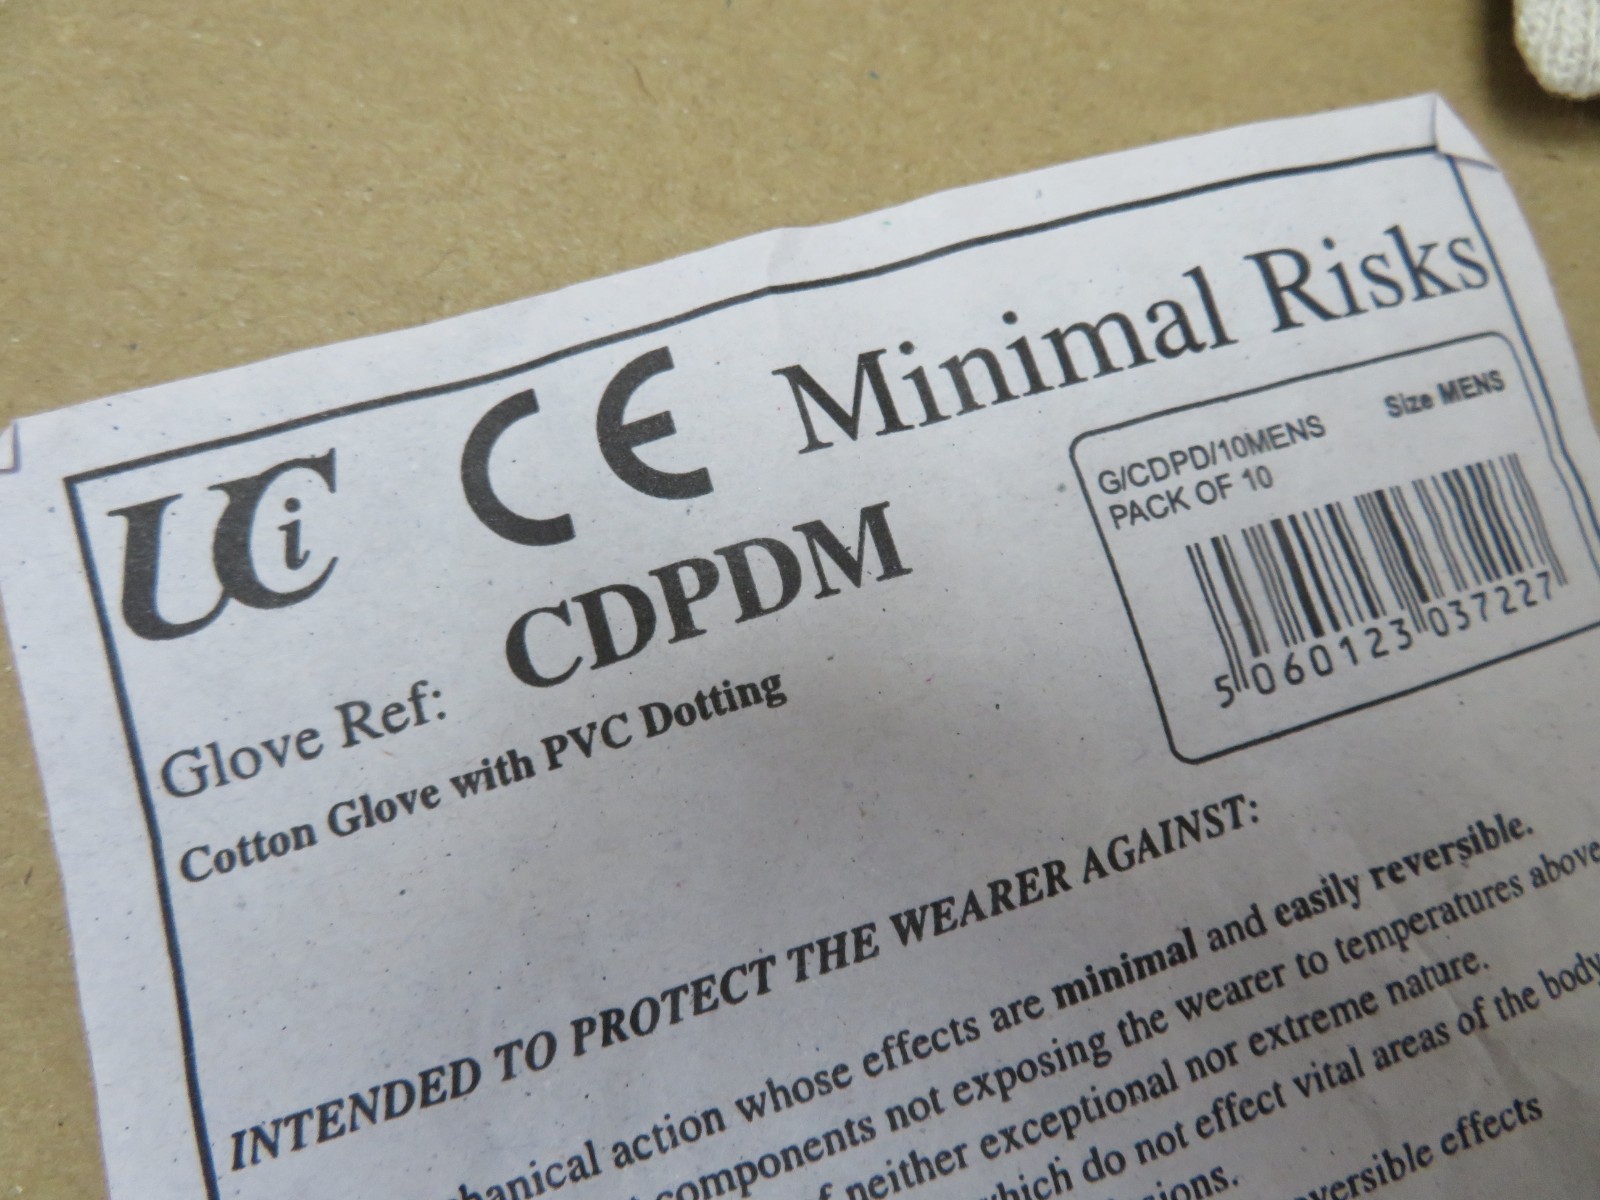 UCi CE Minimal Risks
Glove Ref: CDPDM
Cotton Glove with PVC Dotting
G/CDPD/10MENS Size MENS
PACK OF 10
5 060123 037227
INTENDED TO PROTECT THE WEARER AGAINST:
action whose effects are minimal and easily reversible.
components not exposing the wearer to temperatures above
neither exceptional nor extreme nature.
which do not effect vital areas of the body
effects